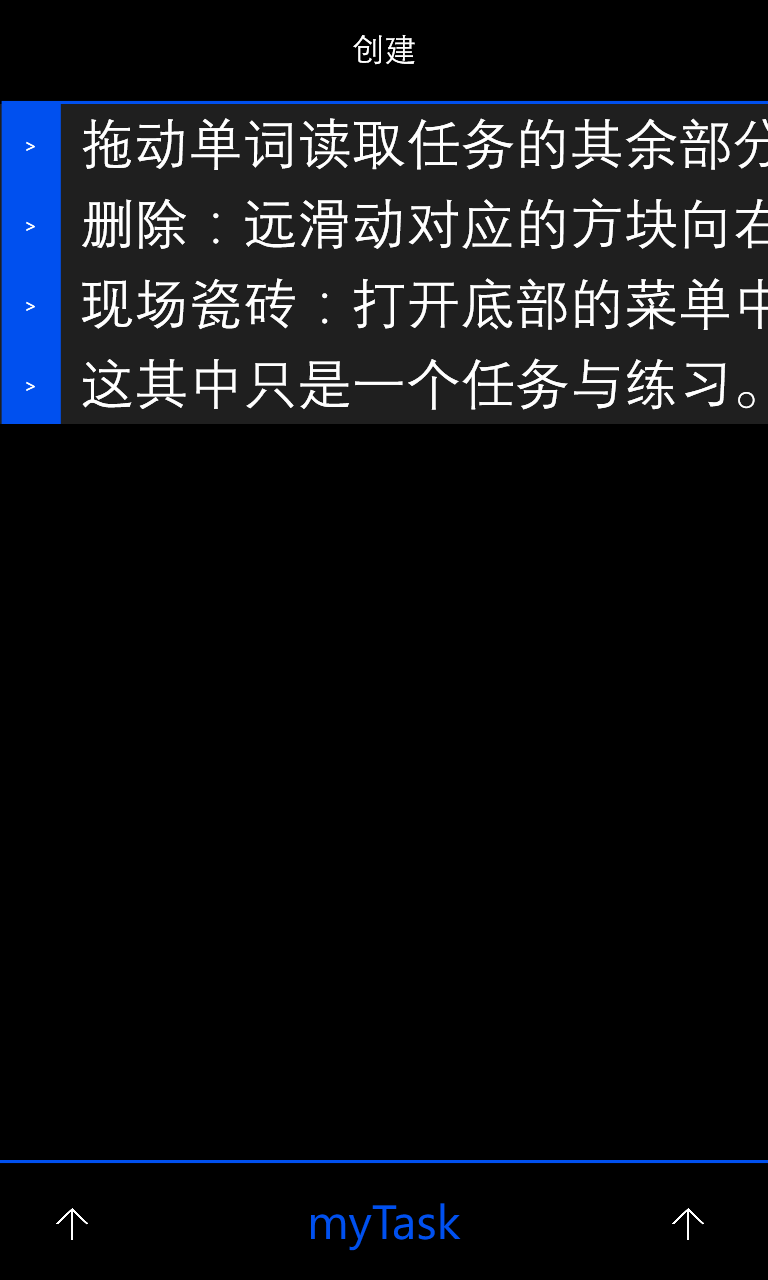 创建
> 拖动单词读取任务的其余部分
> 删除：远滑动对应的方块向右
> 现场瓷砖：打开底部的菜单中
> 这其中只是一个任务与练习。
myTask